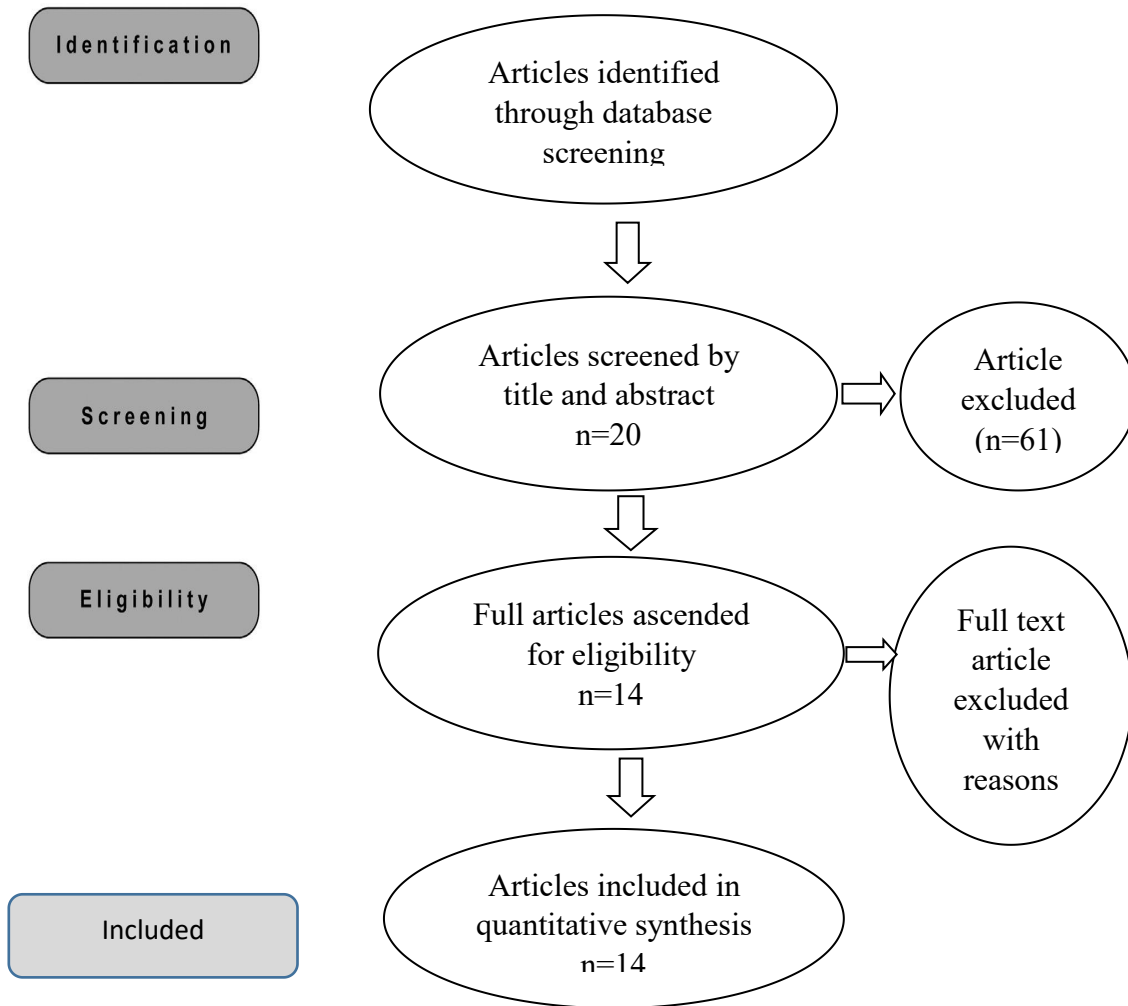 Identification
Articles identified
through database
screening
Articles screened by
title and abstract
n=20
Article
excluded
(n=61)
Screening
Eligibility
Full articles ascended
for eligibility
n=14
Full text
article
excluded
with
reasons
Articles included in
quantitative synthesis
n=14
Included